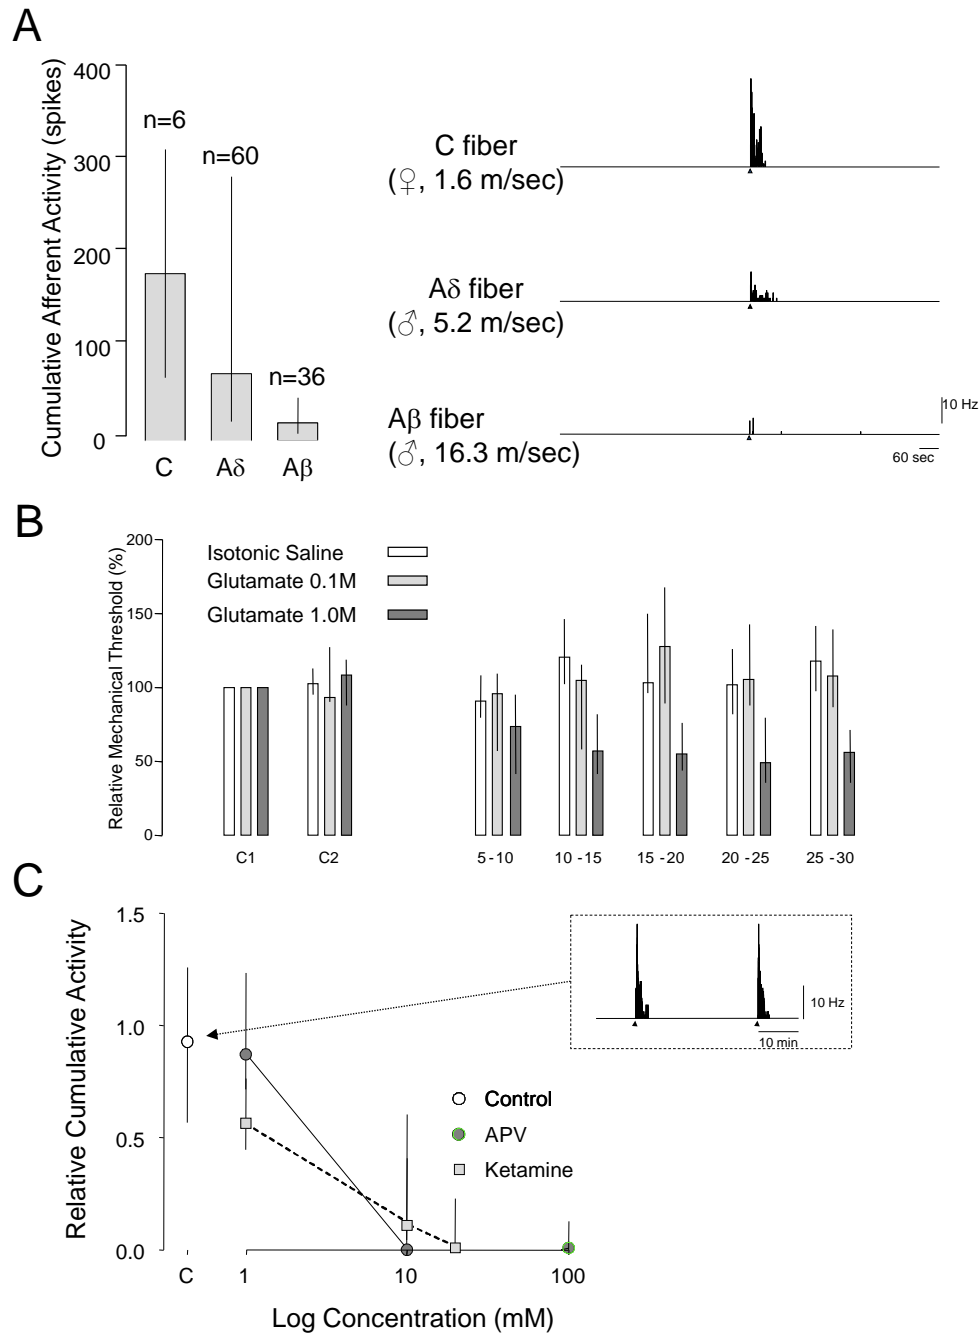 A
Cumulative Afferent Activity (spikes)
400
300
200
100
0
n=6
n=60
n=36
C
Aδ
Aβ
C fiber
(♀, 1.6 m/sec)
Aδ fiber
(♂, 5.2 m/sec)
Aβ fiber
(♂, 16.3 m/sec)
10 Hz
60 sec
B
Relative Mechanical Threshold (%)
200
150
100
50
0
Isotonic Saline
Glutamate 0.1M
Glutamate 1.0M
C1
C2
5-10
10-15
15-20
20-25
25-30
C
Relative Cumulative Activity
1.5
1.0
0.5
0.0
10 Hz
10 min
Control
APV
Ketamine
C
1
10
100
Log Concentration (mM)